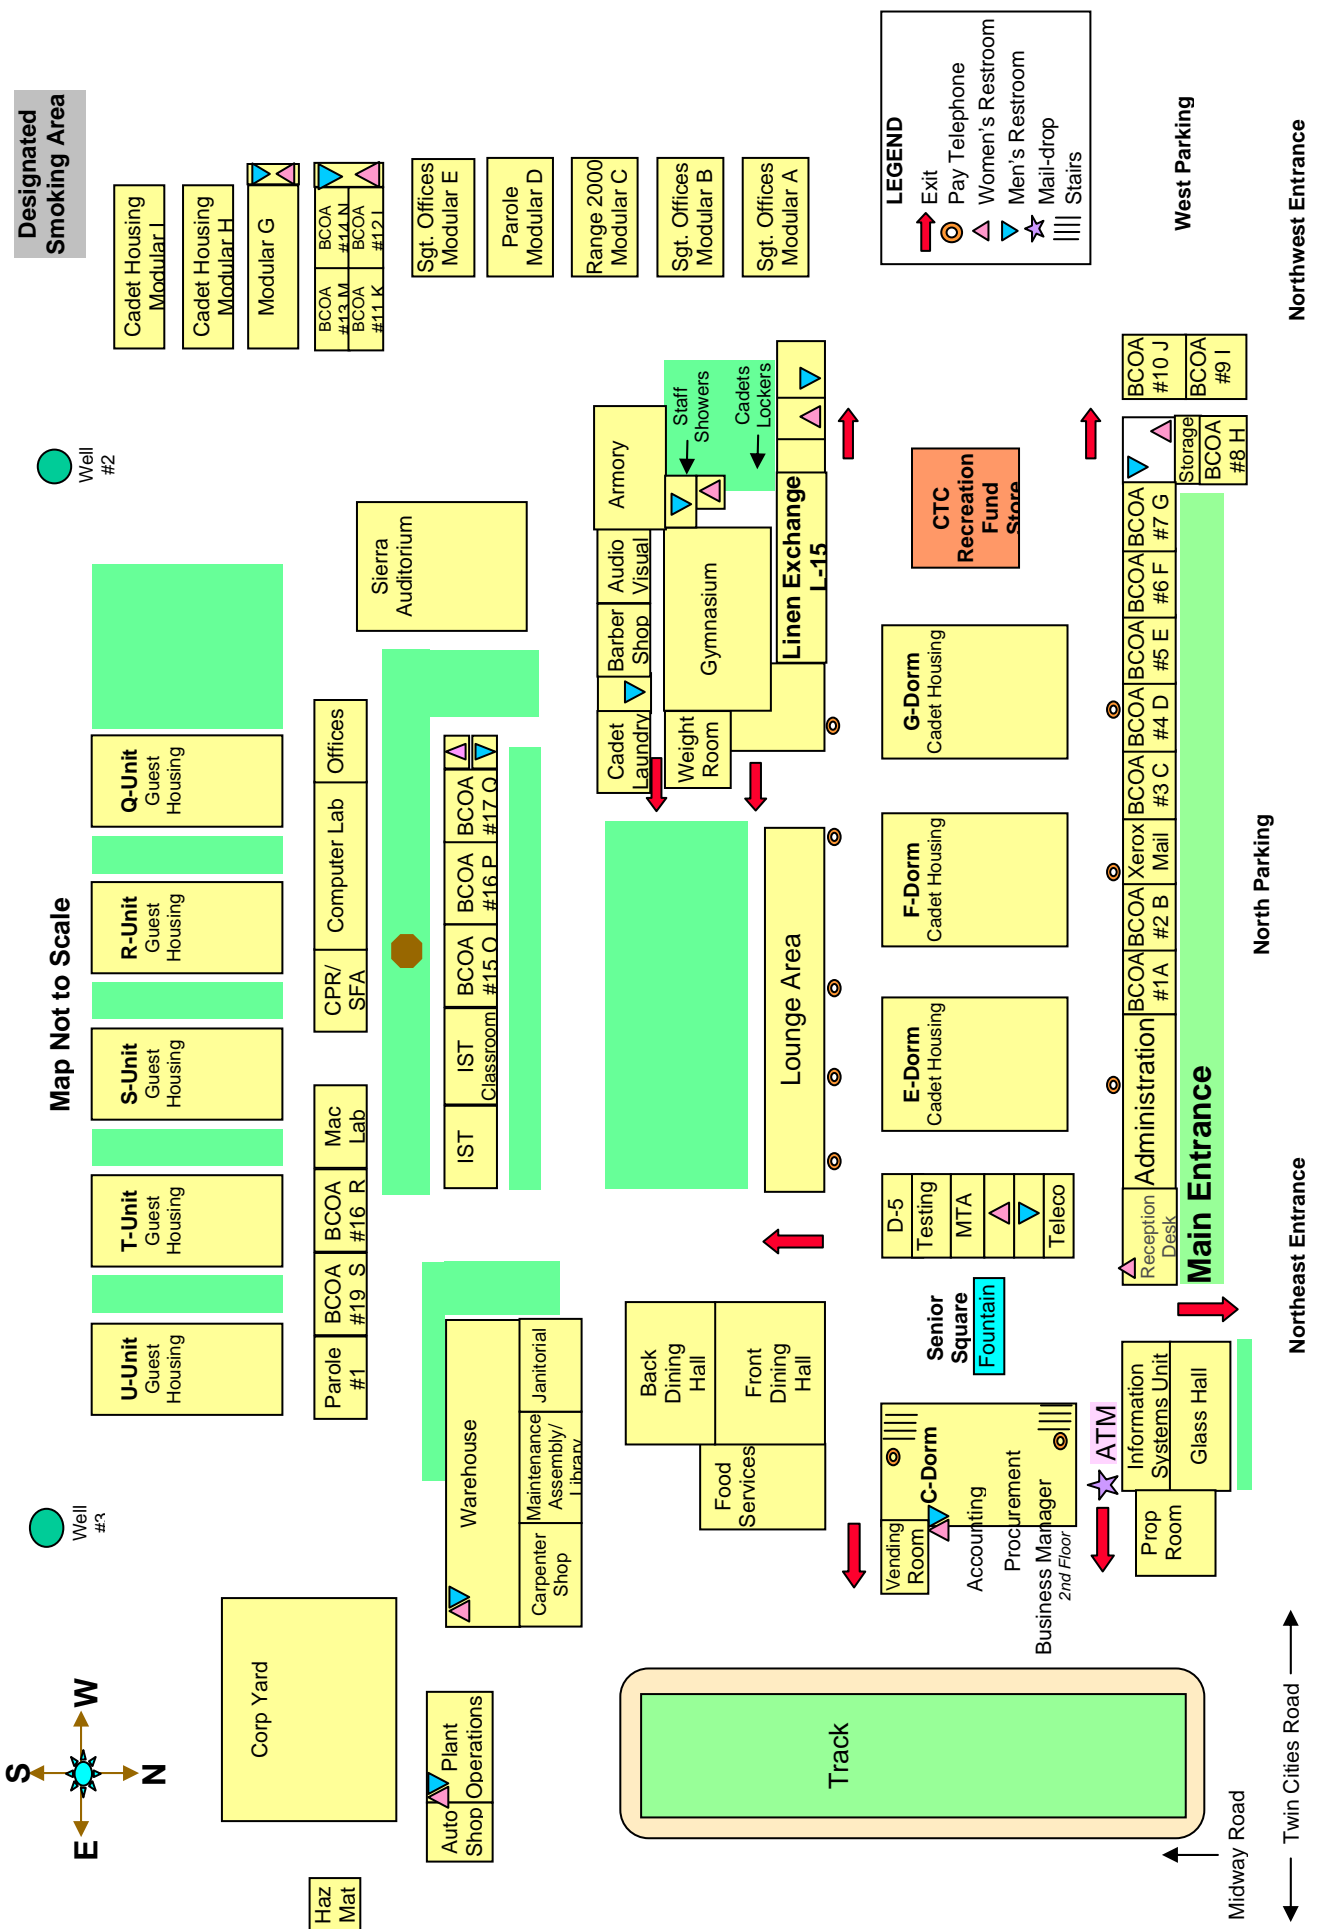 Map Not to Scale
Designated
Smoking Area
S
E
W
N
Well
#3
Well
#2
U-Unit
Guest
Housing
T-Unit
Guest
Housing
S-Unit
Guest
Housing
R-Unit
Guest
Housing
Q-Unit
Guest
Housing
Cadet Housing
Modular I
Cadet Housing
Modular H
Modular G
BCOA
#13 M
BCOA
#14 N
BCOA
#11 K
BCOA
#12 l
Sgt. Offices
Modular E
Parole
Modular D
Range 2000
Modular C
Sgt. Offices
Modular B
Sgt. Offices
Modular A
Haz
Mat
Corp Yard
Parole
#1
BCOA
#19 S
BCOA
#16 R
Mac
Lab
CPR/
SFA
Computer Lab
Offices
Sierra
Auditorium
Auto
Shop
Plant
Operations
Warehouse
Carpenter
Shop
Maintenance
Assembly/
Library
Janitorial
IST
IST
Classroom
BCOA
#15 O
BCOA
#16 P
BCOA
#17 Q
Cadet
Laundry
Barber
Shop
Audio
Visual
Armory
Staff
Showers
Cadets
Lockers
Weight
Room
Gymnasium
Linen Exchange
L-15
Back
Dining
Hall
Front
Dining
Hall
Food
Services
Lounge Area
Track
Vending
Room
C-Dorm
Accounting
Procurement
Business Manager
2nd Floor
Senior
Square
Fountain
D-5
Testing
MTA
Teleco
E-Dorm
Cadet Housing
F-Dorm
Cadet Housing
G-Dorm
Cadet Housing
CTC
Recreation
Fund
Store
LEGEND
Exit
Pay Telephone
Women's Restroom
Men's Restroom
Mail-drop
Stairs
ATM
Prop
Room
Information
Systems Unit
Glass Hall
Reception
Desk
Administration
BCOA
#1A
BCOA
#2 B
Xerox
Mail
BCOA
#3 C
BCOA
#4 D
BCOA
#5 E
BCOA
#6 F
BCOA
#7 G
Storage
BCOA
#8 H
BCOA
#10 J
BCOA
#9 I
Main Entrance
West Parking
North Parking
Midway Road
Twin Cities Road
Northeast Entrance
Northwest Entrance